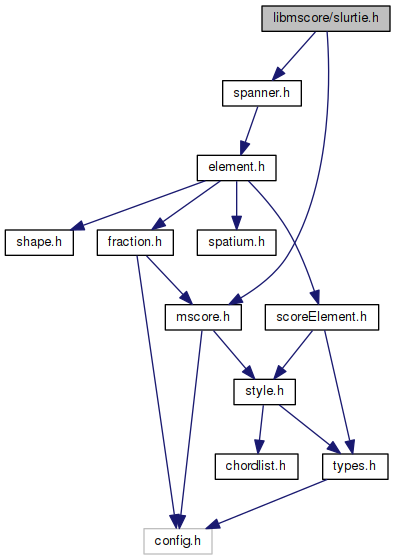 libmscore/slurtie.h
spanner.h
element.h
shape.h
fraction.h
spatium.h
mscore.h
scoreElement.h
style.h
chordlist.h
types.h
config.h